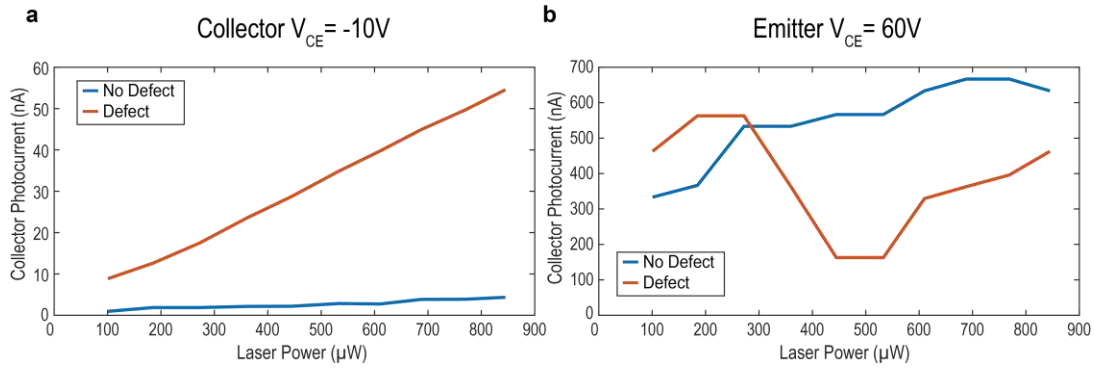 a
Collector V_CE= -10V
60
50
40
30
20
10
0
Collector Photocurrent (nA)
No Defect
Defect
0 100 200 300 400 500 600 700 800 900
Laser Power (µW)
b
Emitter V_CE= 60V
700
600
500
400
300
200
100
0
Collector Photocurrent (nA)
No Defect
Defect
0 100 200 300 400 500 600 700 800 900
Laser Power (µW)